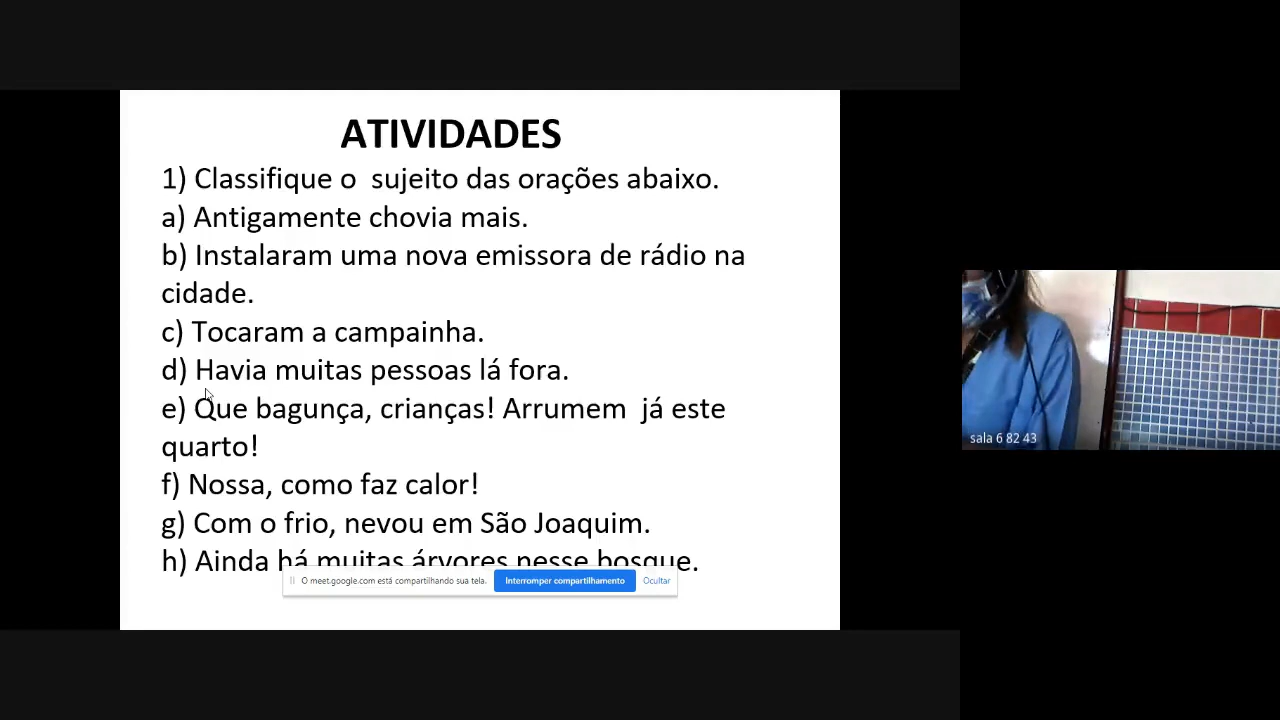 ATIVIDADES
1) Classifique o  sujeito das orações abaixo.
a) Antigamente chovia mais.
b) Instalaram uma nova emissora de rádio na
cidade.
c) Tocaram a campainha.
d) Havia muitas pessoas lá fora.
e) Que bagunça, crianças! Arrumem  já este
quarto!
f) Nossa, como faz calor!
g) Com o frio, nevou em São Joaquim.
h) Ainda há muitas árvores nesse bosque.
O meet.google.com está compartilhando sua tela. Interromper compartilhamento Ocultar
sala 6 82 43